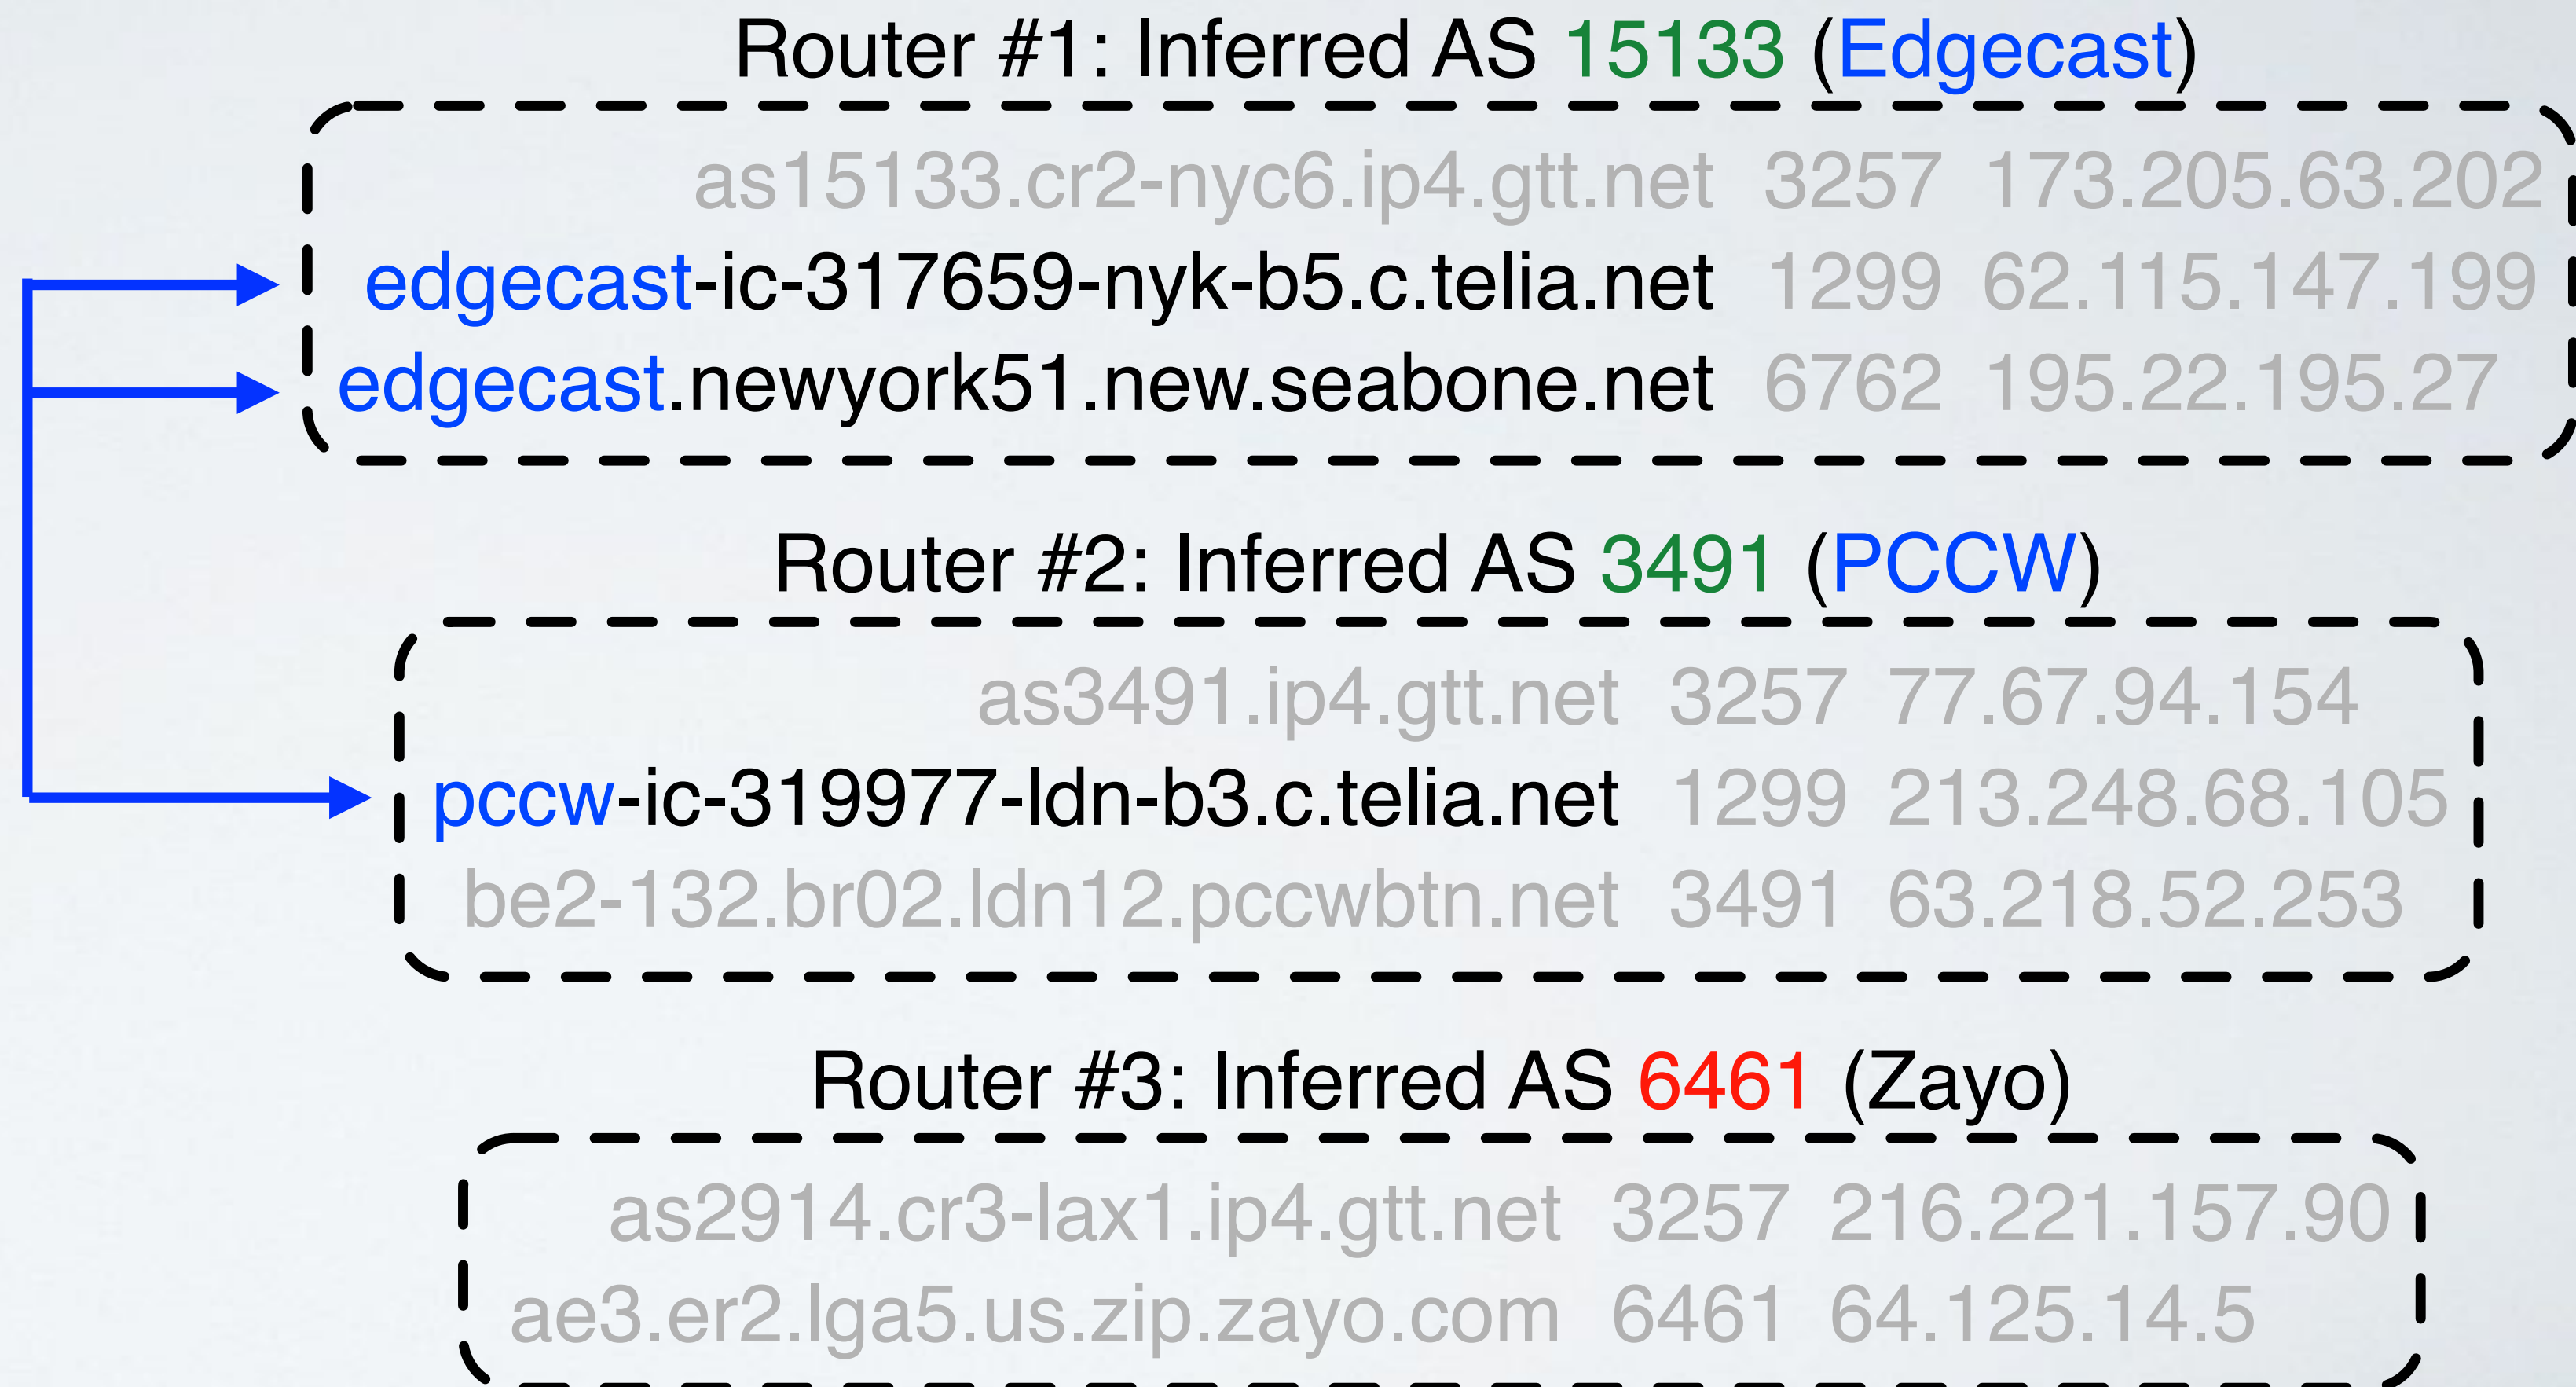 Router #1: Inferred AS 15133 (Edgecast)
as15133.cr2-nyc6.ip4.gtt.net 3257 173.205.63.202
edgecast-ic-317659-nyk-b5.c.telia.net 1299 62.115.147.199
edgecast.newyork51.new.seabone.net 6762 195.22.195.27
Router #2: Inferred AS 3491 (PCCW)
as3491.ip4.gtt.net 3257 77.67.94.154
pccw-ic-319977-ldn-b3.c.telia.net 1299 213.248.68.105
be2-132.br02.ldn12.pccwbtn.net 3491 63.218.52.253
Router #3: Inferred AS 6461 (Zayo)
as2914.cr3-lax1.ip4.gtt.net 3257 216.221.157.90
ae3.er2.lga5.us.zip.zayo.com 6461 64.125.14.5